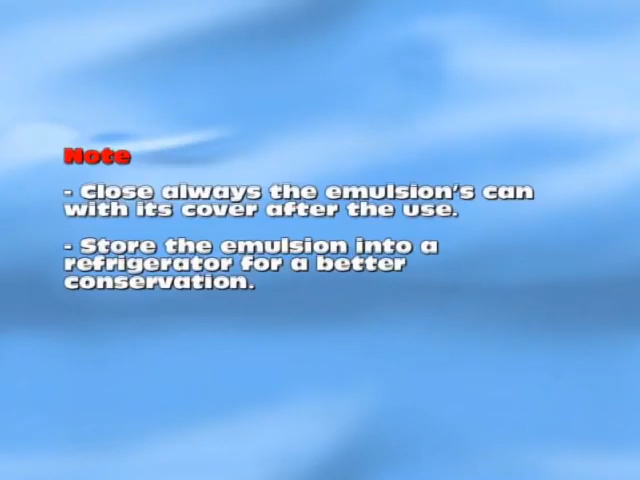 Note
- Close always the emulsion's can
with its cover after the use.
- Store the emulsion into a
refrigerator for a better
conservation.